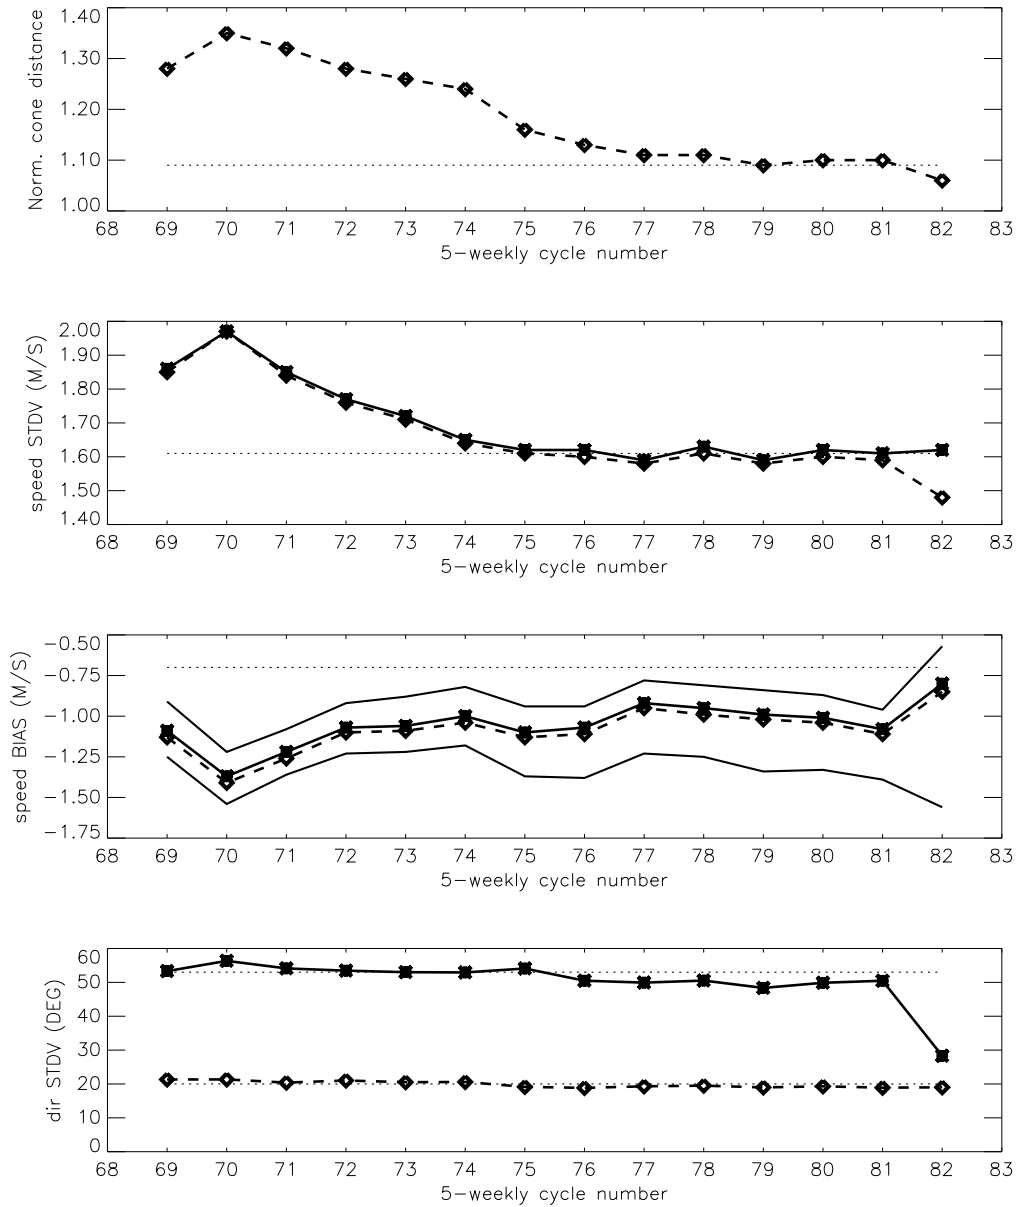 Norm. cone distance
1.40
1.30
1.20
1.10
1.00
68 69 70 71 72 73 74 75 76 77 78 79 80 81 82 83
5-weekly cycle number
speed STDV (M/S)
2.00
1.90
1.80
1.70
1.60
1.50
1.40
68 69 70 71 72 73 74 75 76 77 78 79 80 81 82 83
5-weekly cycle number
speed BIAS (M/S)
-0.50
-0.75
-1.00
-1.25
-1.50
-1.75
68 69 70 71 72 73 74 75 76 77 78 79 80 81 82 83
5-weekly cycle number
dir STDV (DEG)
60
50
40
30
20
10
0
68 69 70 71 72 73 74 75 76 77 78 79 80 81 82 83
5-weekly cycle number